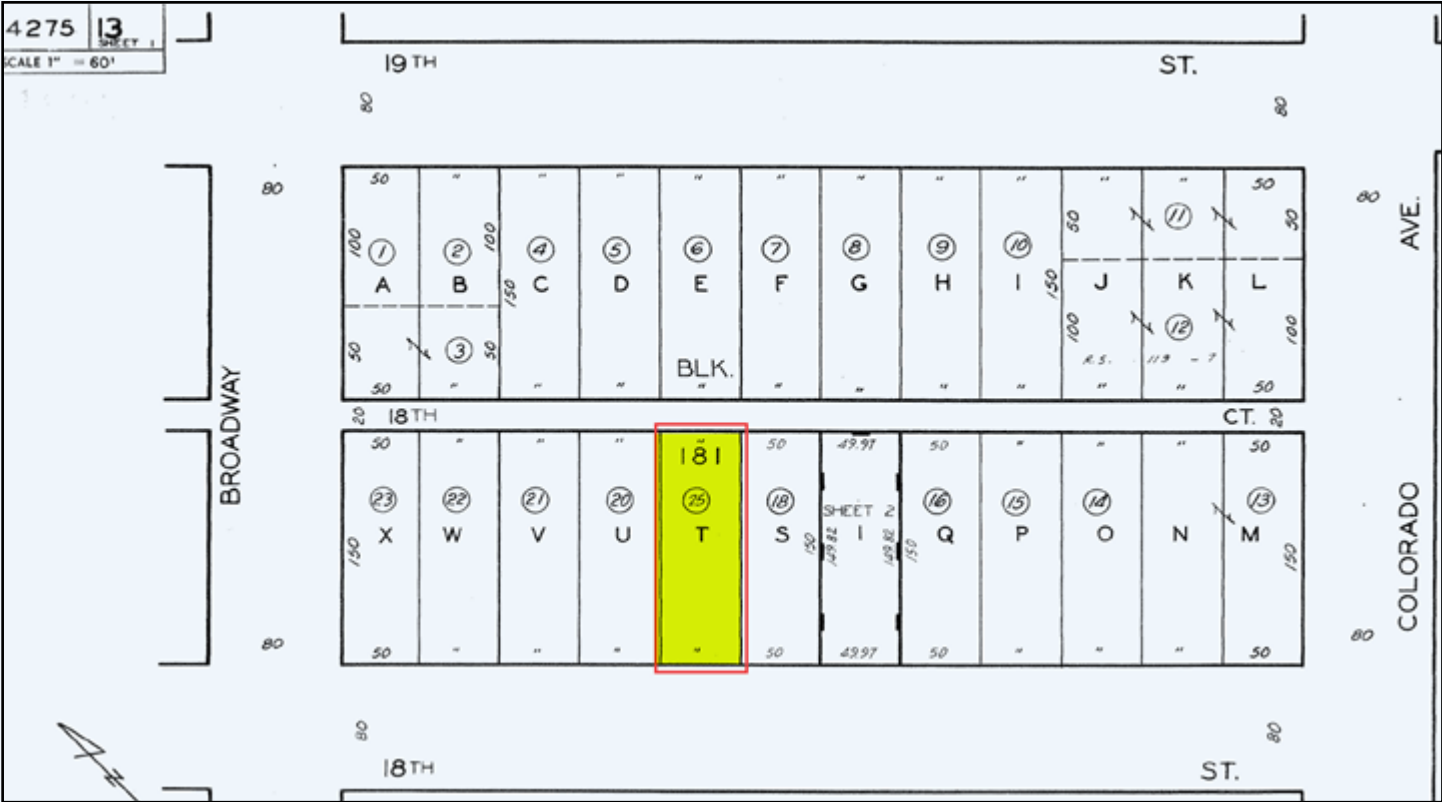 4275 13
SHEET 1
SCALE 1" = 60'
19TH ST.
80 80
80 80
50 " " " " " " " " " " 50
50 11 50
100 1 100 2 4 5 6 7 8 9 10
A B 150 C D E F G H I 150 J K L
100 12 100
50 3 50
R.S. 119 - 7
BLK.
50 " " " " " " " " " " 50
AVE.
BROADWAY
20 18TH CT. 20
50 " " " " 50 49.97 50 " " " 50
181
23 22 21 20 25 18 16 15 14 13
SHEET 2
X W V U T S I Q P O N M
150 150 149.82 149.82 150 150
COLORADO
80 80
50 " " " " 50 49.97 50 " " " 50
80 80
N
18TH ST.